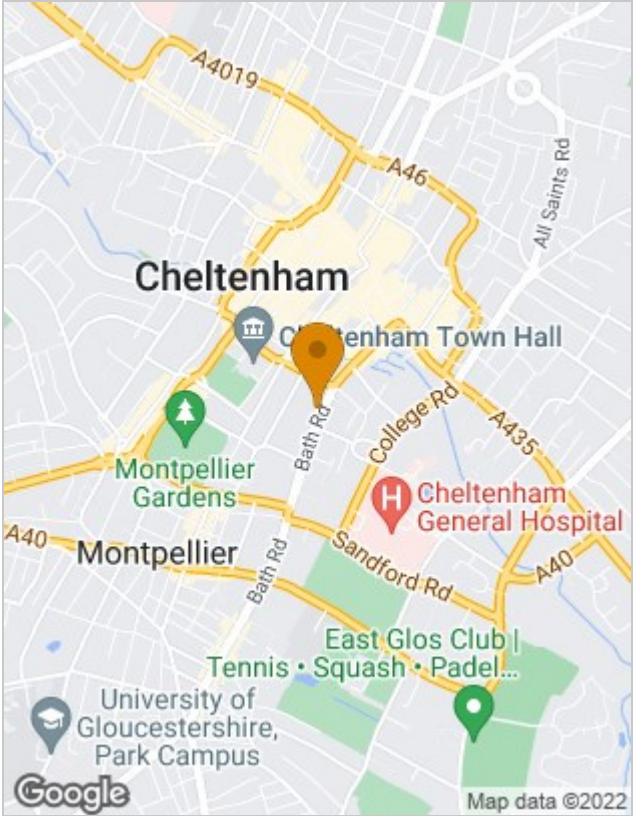 A4019
A46
All Saints Rd
Cheltenham
Cheltenham Town Hall
College Rd
A435
Bath Rd
Montpellier
Gardens
H
Cheltenham
General Hospital
A40
Montpellier
Sandford Rd
A40
Bath Rd
East Glos Club |
Tennis • Squash • Padel...
University of
Gloucestershire,
Park Campus
Google
Map data ©2022